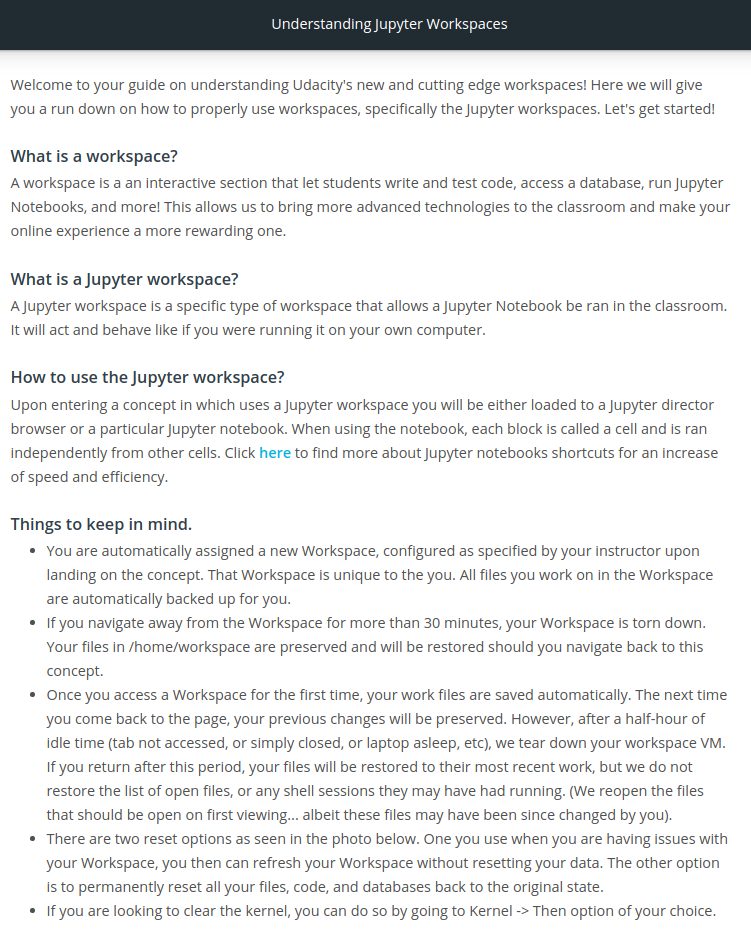 Understanding Jupyter Workspaces
Welcome to your guide on understanding Udacity's new and cutting edge workspaces! Here we will give
you a run down on how to properly use workspaces, specifically the Jupyter workspaces. Let's get started!
What is a workspace?
A workspace is a an interactive section that let students write and test code, access a database, run Jupyter
Notebooks, and more! This allows us to bring more advanced technologies to the classroom and make your
online experience a more rewarding one.
What is a Jupyter workspace?
A Jupyter workspace is a specific type of workspace that allows a Jupyter Notebook be ran in the classroom.
It will act and behave like if you were running it on your own computer.
How to use the Jupyter workspace?
Upon entering a concept in which uses a Jupyter workspace you will be either loaded to a Jupyter director
browser or a particular Jupyter notebook. When using the notebook, each block is called a cell and is ran
independently from other cells. Click here to find more about Jupyter notebooks shortcuts for an increase
of speed and efficiency.
Things to keep in mind.
• You are automatically assigned a new Workspace, configured as specified by your instructor upon
landing on the concept. That Workspace is unique to the you. All files you work on in the Workspace
are automatically backed up for you.
• If you navigate away from the Workspace for more than 30 minutes, your Workspace is torn down.
Your files in /home/workspace are preserved and will be restored should you navigate back to this
concept.
• Once you access a Workspace for the first time, your work files are saved automatically. The next time
you come back to the page, your previous changes will be preserved. However, after a half-hour of
idle time (tab not accessed, or simply closed, or laptop asleep, etc), we tear down your workspace VM.
If you return after this period, your files will be restored to their most recent work, but we do not
restore the list of open files, or any shell sessions they may have had running. (We reopen the files
that should be open on first viewing... albeit these files may have been since changed by you).
• There are two reset options as seen in the photo below. One you use when you are having issues with
your Workspace, you then can refresh your Workspace without resetting your data. The other option
is to permanently reset all your files, code, and databases back to the original state.
• If you are looking to clear the kernel, you can do so by going to Kernel -> Then option of your choice.